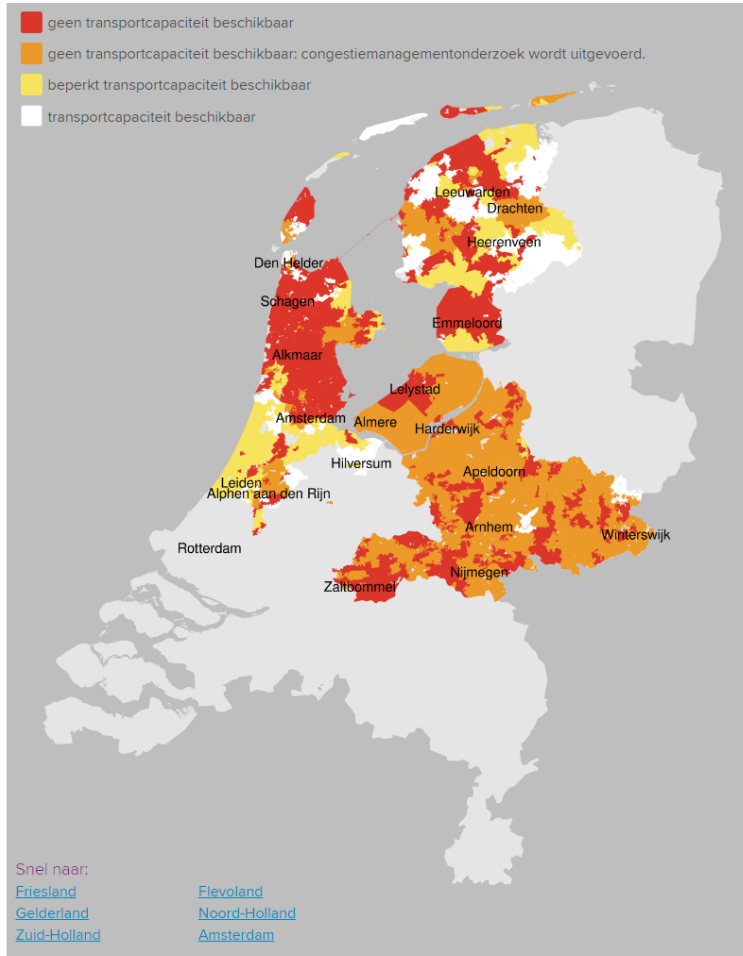 geen transportcapaciteit beschikbaar
geen transportcapaciteit beschikbaar: congestiemanagementonderzoek wordt uitgevoerd.
beperkt transportcapaciteit beschikbaar
transportcapaciteit beschikbaar
Leeuwarden
Drachten
Heerenveen
Den Helder
Schagen
Emmeloord
Alkmaar
Lelystad
Amsterdam
Almere
Harderwijk
Hilversum
Apeldoorn
Leiden
Alphen aan den Rijn
Arnhem
Winterswijk
Rotterdam
Nijmegen
Zaltbommel
Snel naar:
Friesland
Flevoland
Gelderland
Noord-Holland
Zuid-Holland
Amsterdam